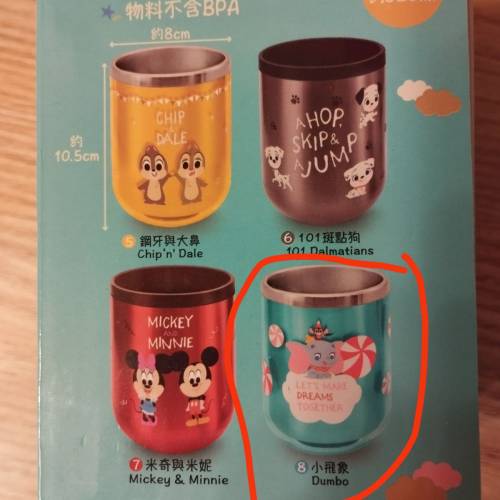 物料不含BPA
約8cm
約
10.5cm
CHIP
DALE
A HOP,
SKIP &
A JUMP
5 鋼牙與大鼻
Chip'n' Dale
6 101斑點狗
101 Dalmatians
MICKEY
AND
MINNIE
LET'S MAKE
DREAMS
TOGETHER
7 米奇與米妮
Mickey & Minnie
8 小飛象
Dumbo